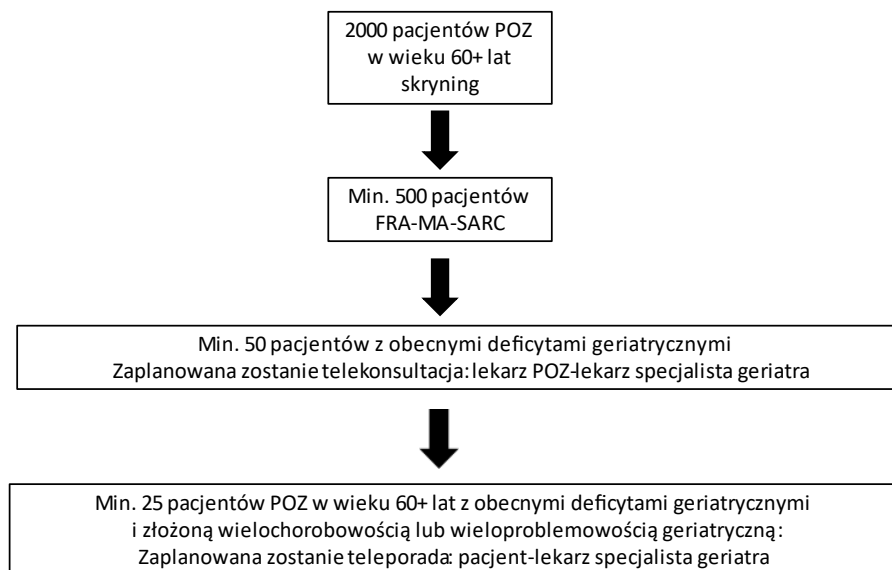 2000 pacjentów POZ
w wieku 60+ lat
skryning
Min. 500 pacjentów
FRA-MA-SARC
Min. 50 pacjentów z obecnymi deficytami geriatrycznymi
Zaplanowana zostanie telekonsultacja: lekarz POZ-lekarz specjalista geriatra
Min. 25 pacjentów POZ w wieku 60+ lat z obecnymi deficytami geriatrycznymi
i złożoną wielochorobowością lub wieloproblemowością geriatryczną:
Zaplanowana zostanie teleporada: pacjent-lekarz specjalista geriatra